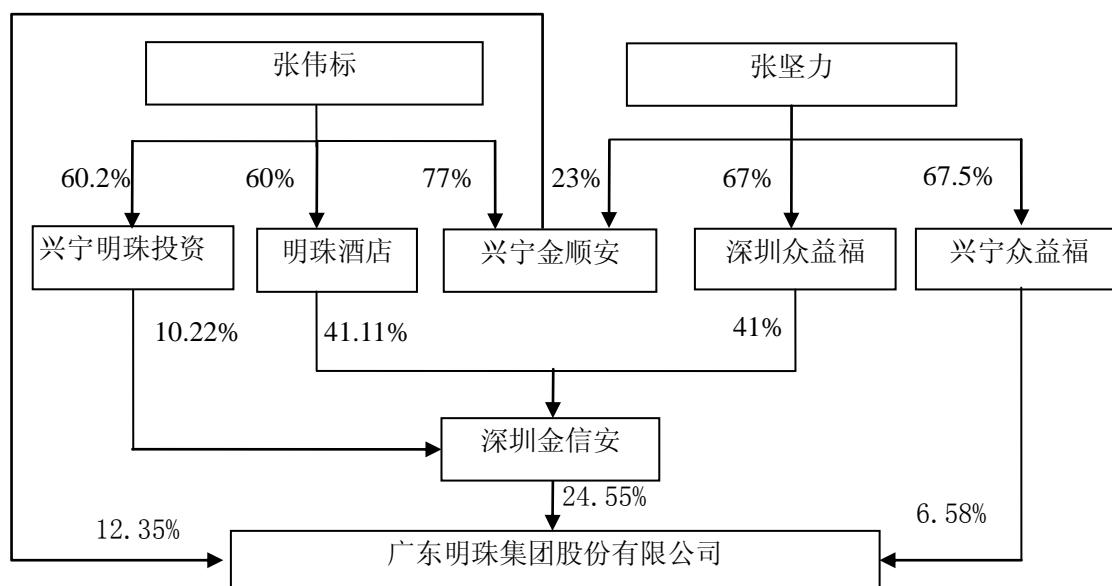 张伟标
张坚力
60.2%
60%
77%
23%
67%
67.5%
兴宁明珠投资
明珠酒店
兴宁金顺安
深圳众益福
兴宁众益福
10.22%
41.11%
41%
深圳金信安
24.55%
12.35%
6.58%
广东明珠集团股份有限公司